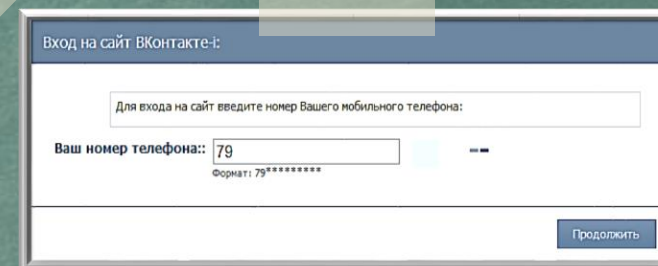 Вход на сайт ВКонтакте-i:
Для входа на сайт введите номер Вашего мобильного телефона:
Ваш номер телефона:: 79
Формат: 79*********
Продолжить